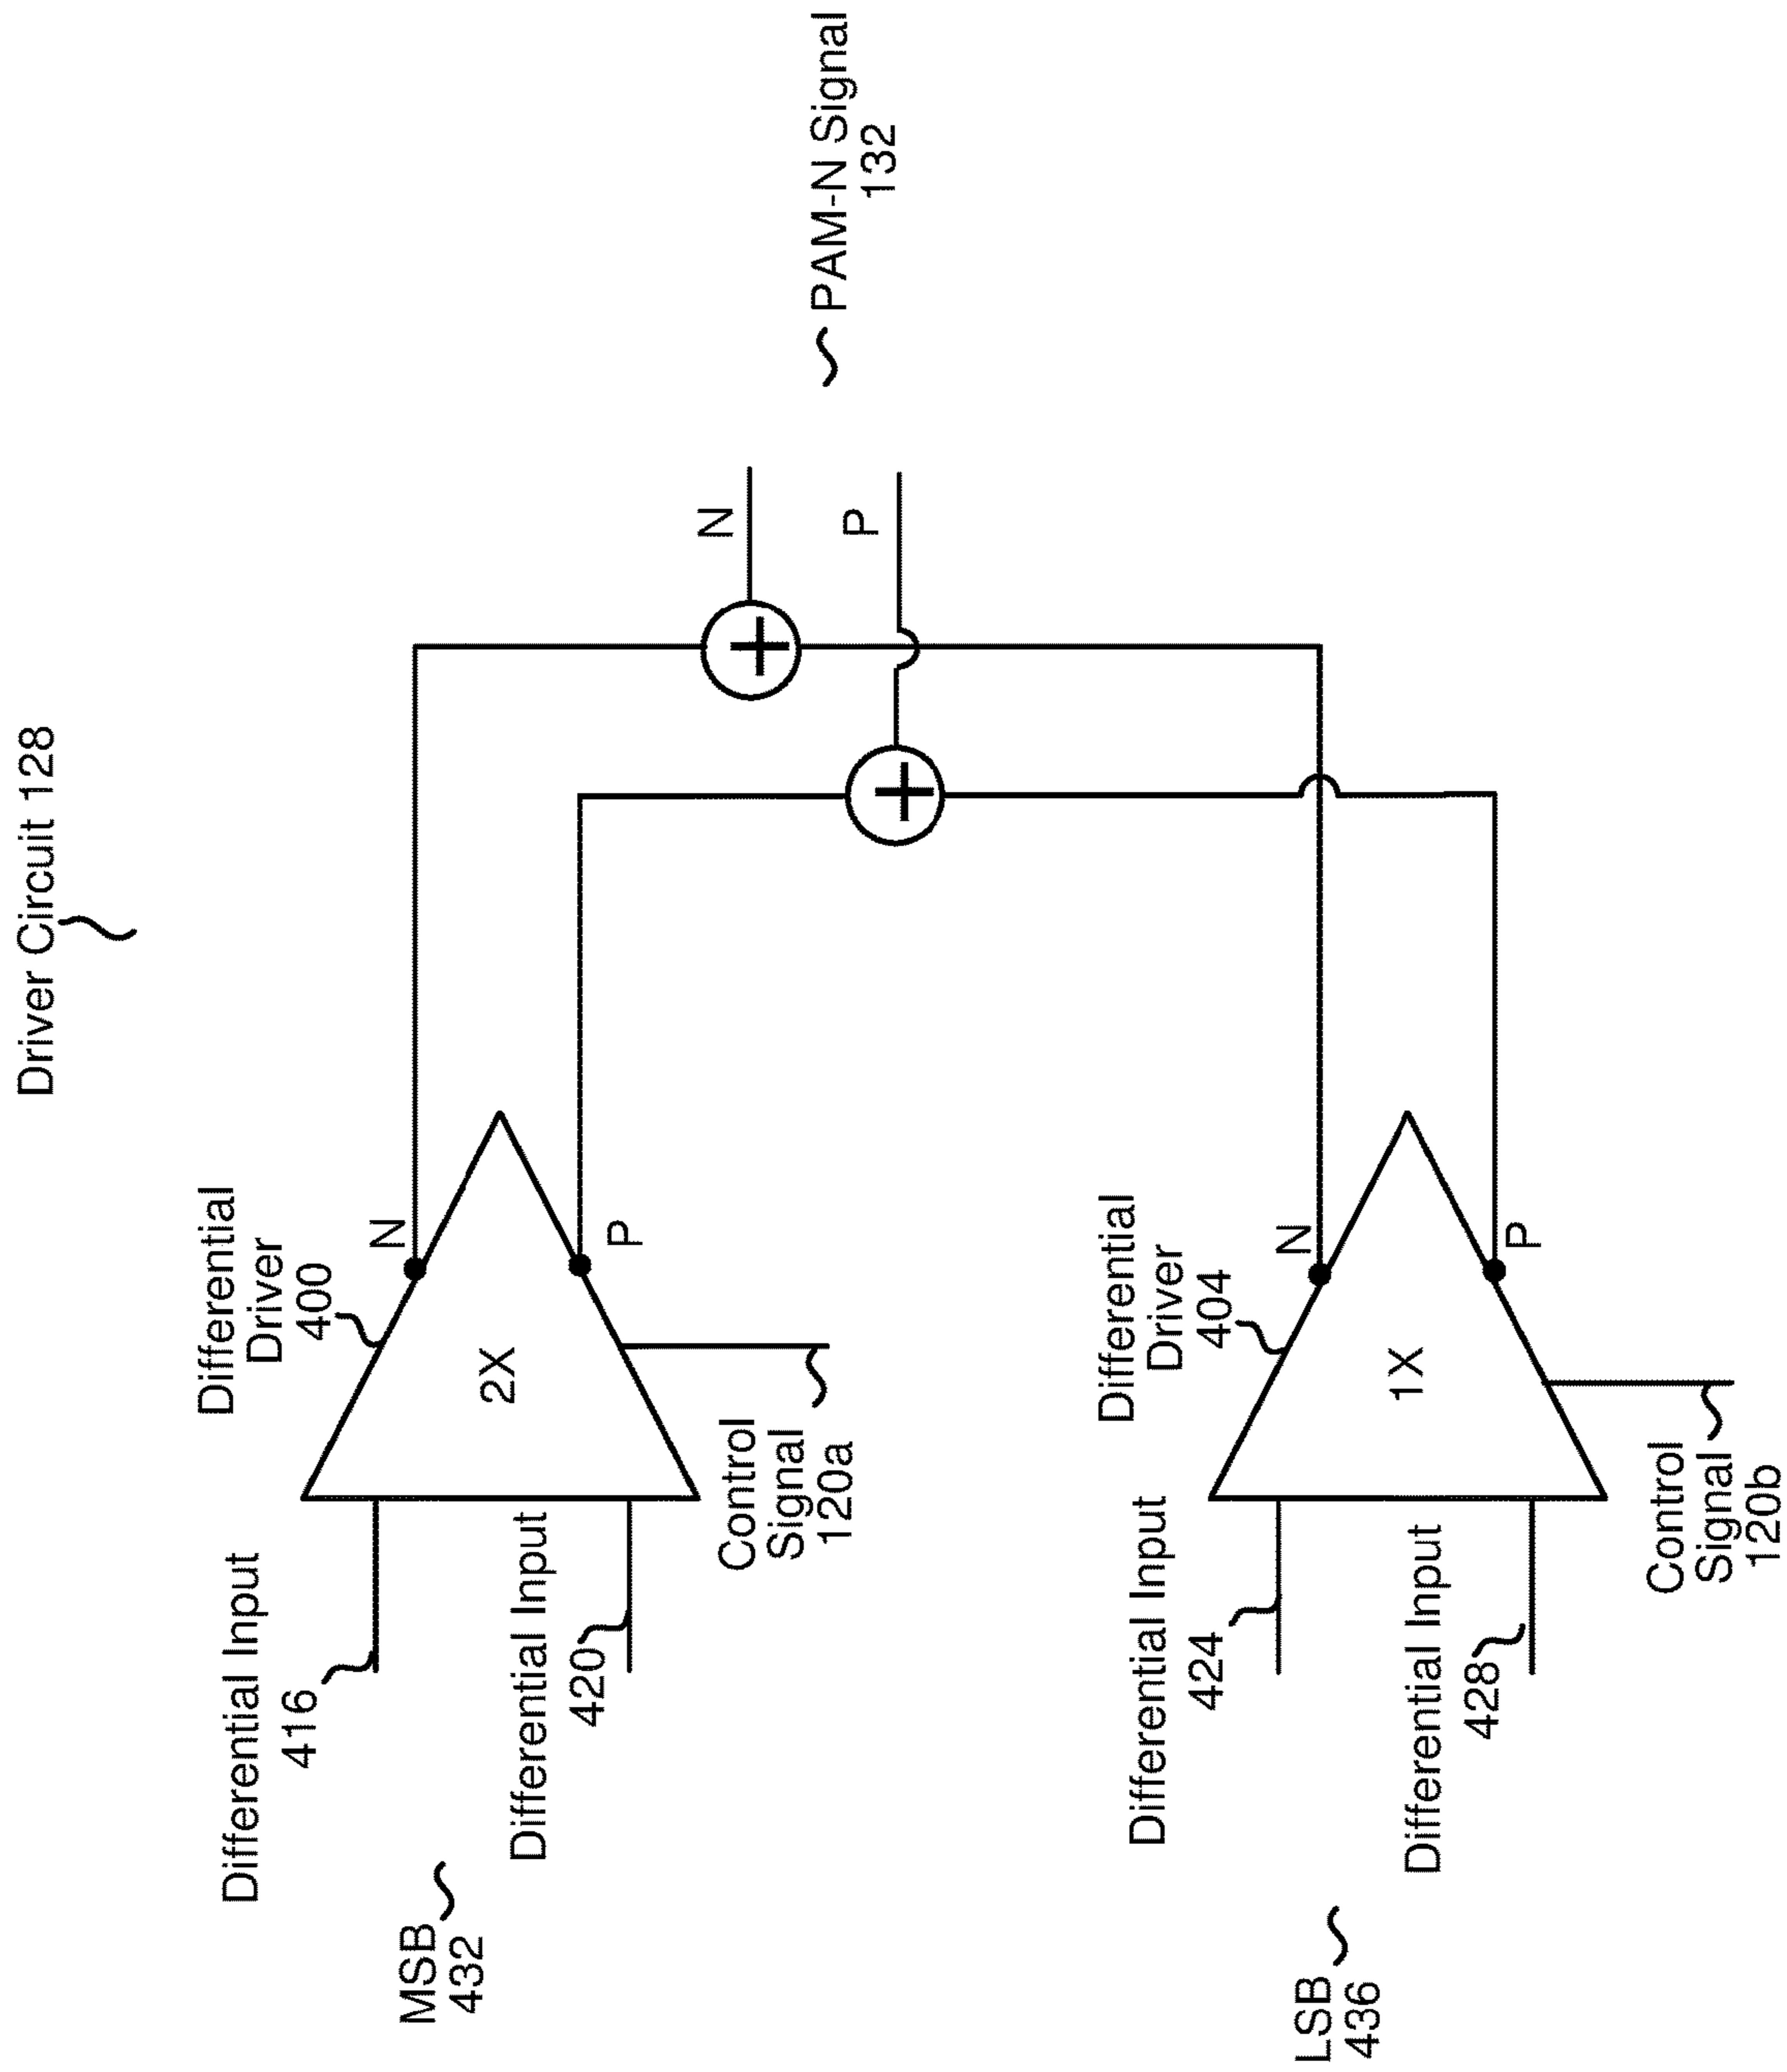 Driver Circuit 128
Differential Input
416
MSB
432
Differential Input
420
Differential
Driver
400
2X
N
P
Control
Signal
120a
+
+
N
P
PAM-N Signal
132
Differential Input
424
LSB
436
Differential Input
428
Differential
Driver
404
1X
N
P
Control
Signal
120b